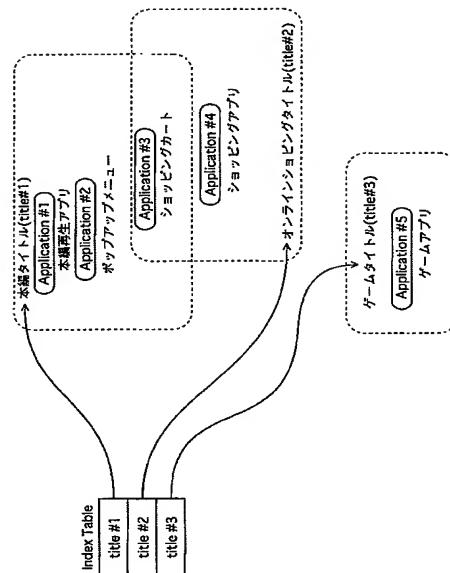 Index Table
title #1
title #2
title #3
本編タイトル(title#1)
Application #1
本編再生アプリ
Application #2
ポップアップメニュー
Application #3
ショッピングカート
Application #4
ショッピングアプリ
オンラインショッピングタイトル(title#2)
ゲームタイトル(title#3)
Application #5
ゲームアプリ